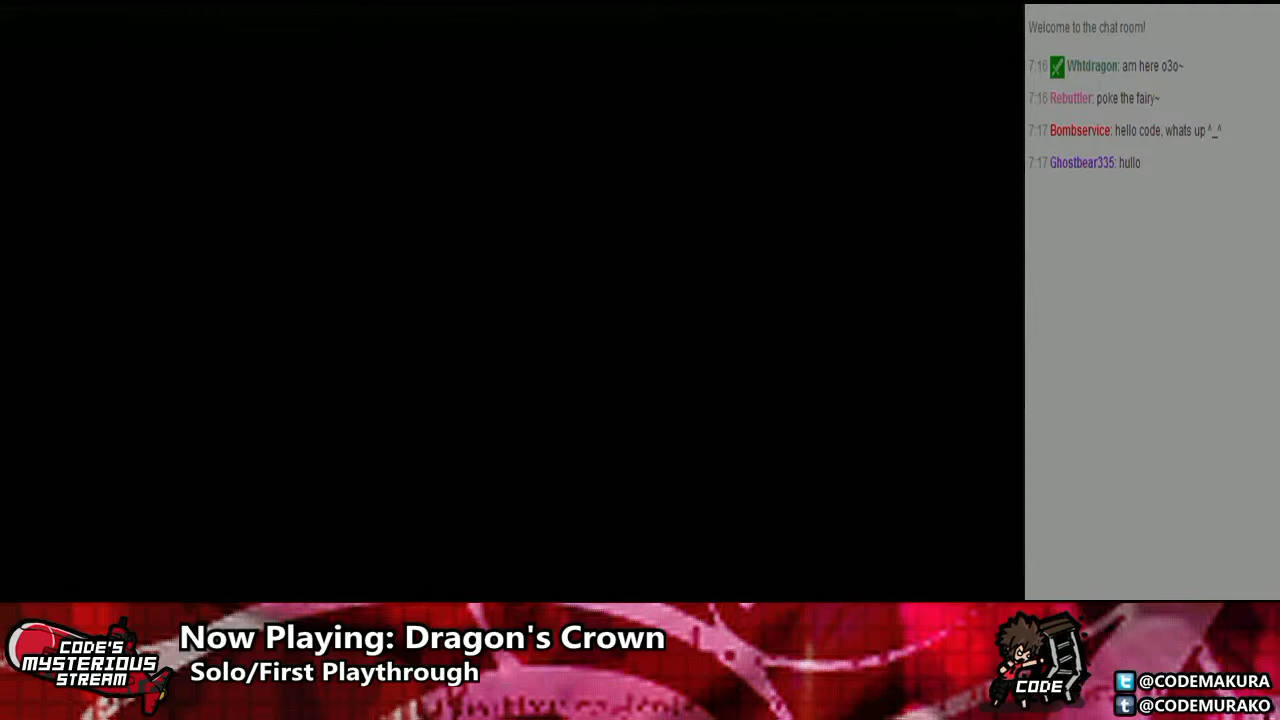 Welcome to the chat room!
7:16 Whtdragon: am here o3o~
7:16 Rebuttler: poke the fairy~
7:17 Bombservice: hello code, whats up ^_^
7:17 Ghostbear335: hullo
CODE'S
MYSTERIOUS
STREAM
Now Playing: Dragon's Crown
Solo/First Playthrough
CODE
@CODEMAKURA
@CODEMURAKO